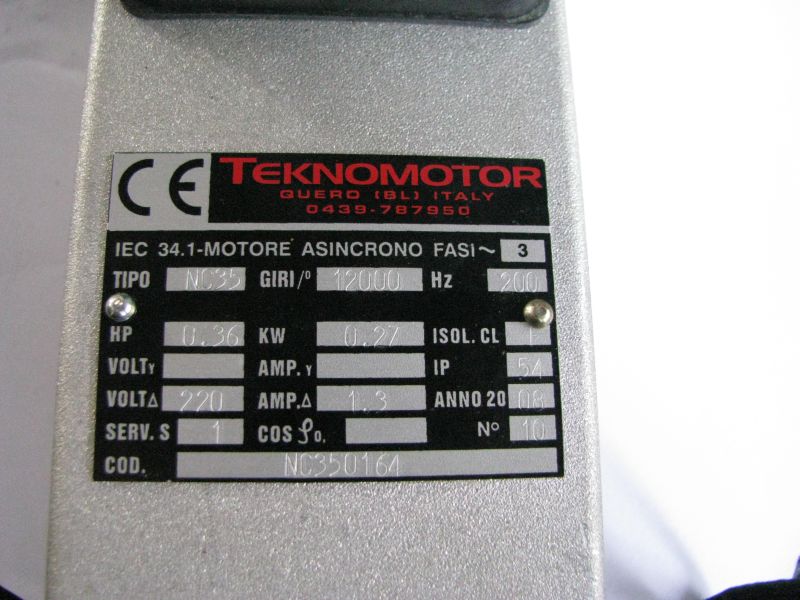 CE TEKNOMOTOR
QUERO (BL) ITALY
0439-787950
IEC 34.1-MOTORE ASINCRONO FASI ~ 3
TIPO NC35 GIRI/° 12000 Hz 200
HP 0.36 KW 0.27 ISOL. CL
VOLTY AMP. Y IP 54
VOLTΔ 220 AMP.Δ 1.3 ANNO 20 08
SERV. S 1 COS φo. N° 10
COD. NC350164